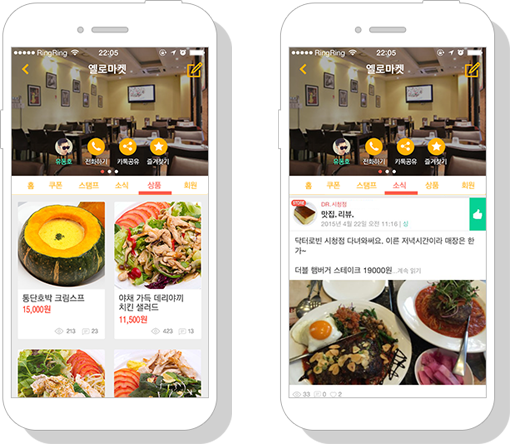 RingRing
22:05
엘로마켓
유동호
전화하기
카톡공유
즐겨찾기
홈
쿠폰
스탬프
소식
상품
회원
통단호박 크림스프
15,000원
213
23
야채 가득 데리야끼
치킨 샐러드
11,500원
423
13
RingRing
22:05
엘로마켓
유동호
전화하기
카톡공유
즐겨찾기
홈
쿠폰
스탬프
소식
상품
회원
DR. 시청점
맛집. 리뷰.
2015년 4월 22일 오전 11:16
닥터로빈 시청점 다녀와써요. 이른 저녁시간이라 매장은 한
가~
더블 햄버거 스테이크 19000원...계속 읽기
33
0
2